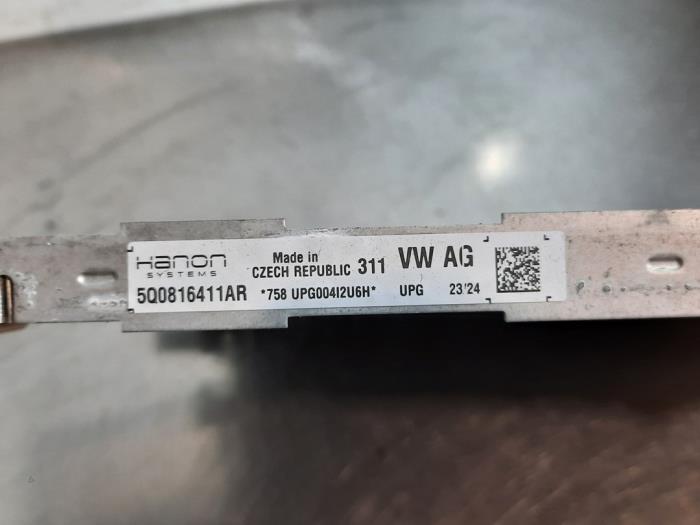 Hanon
SYSTEMS
Made in
CZECH REPUBLIC 311 VW AG
5Q0816411AR *758 UPG004I2U6H* UPG 23'24